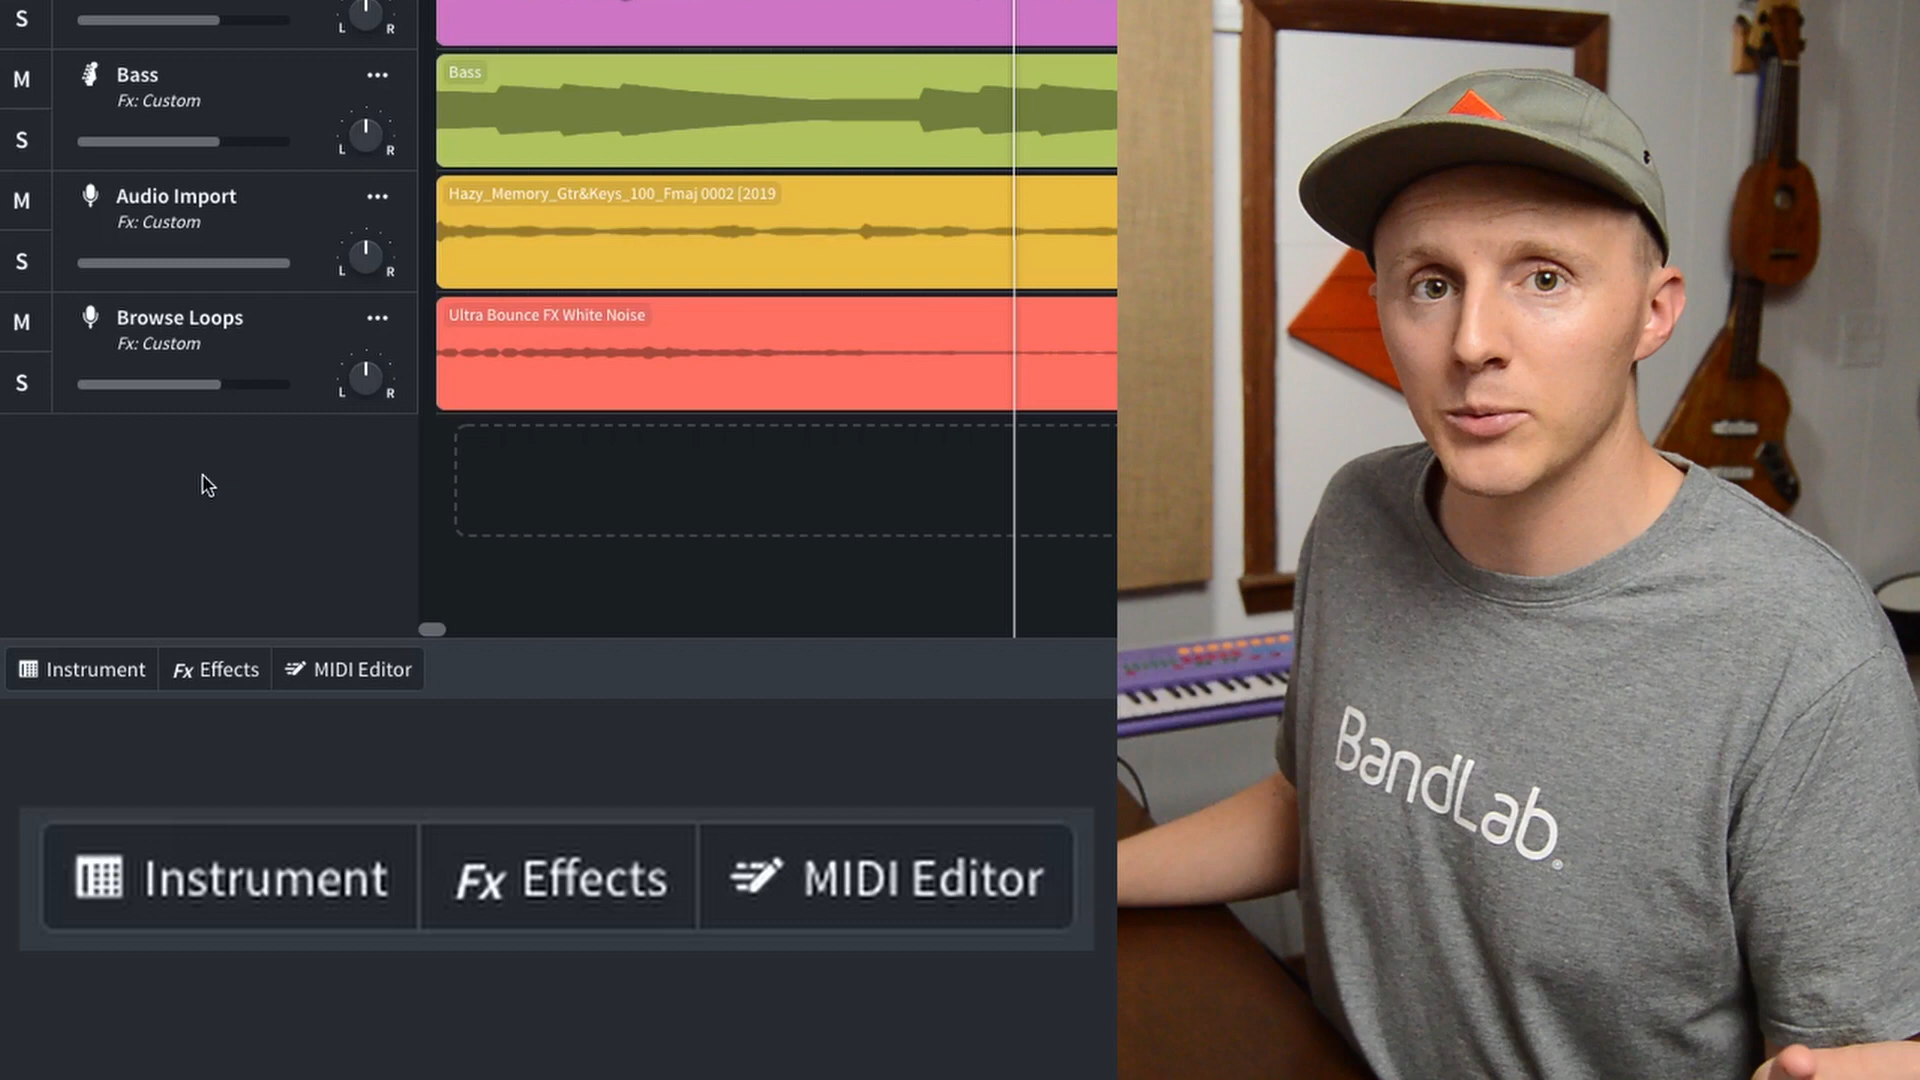 S
L R
M
Bass
Fx: Custom
S
L R
Bass
M
Audio Import
Fx: Custom
S
L R
Hazy_Memory_Gtr&Keys_100_Fmaj 0002 [2019
M
Browse Loops
Fx: Custom
S
L R
Ultra Bounce FX White Noise
Instrument Fx Effects MIDI Editor
Instrument Fx Effects MIDI Editor
BandLab®